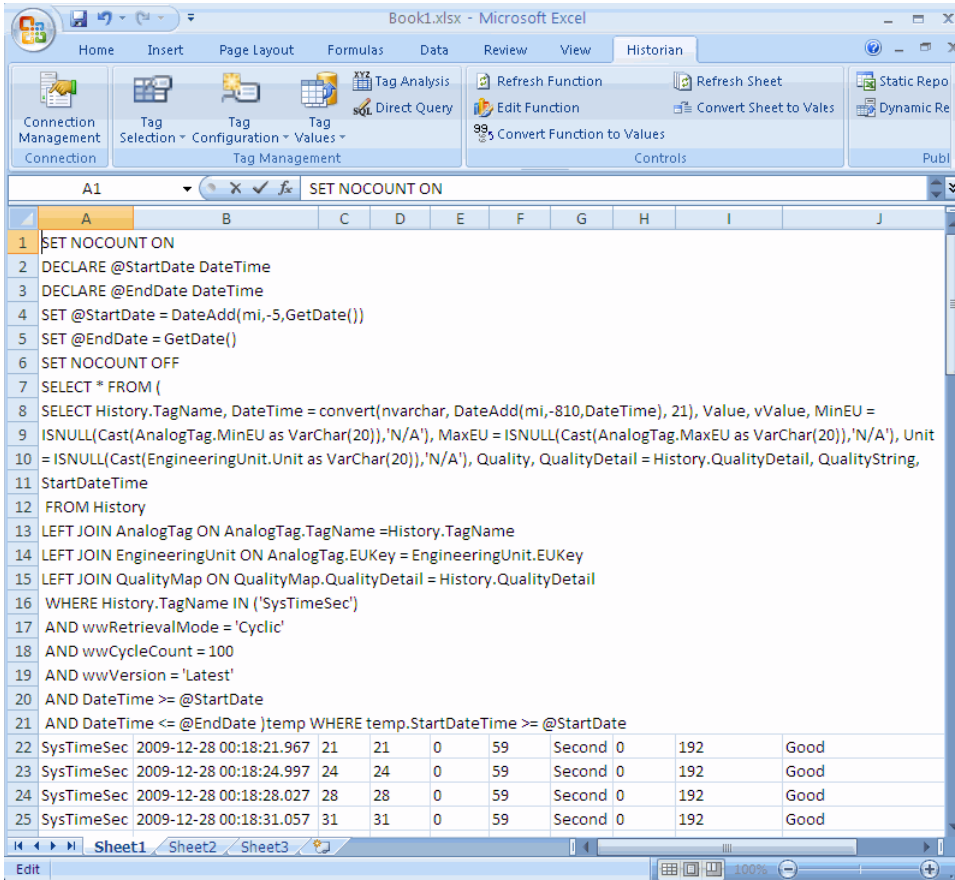 Book1.xlsx - Microsoft Excel
Home Insert Page Layout Formulas Data Review View Historian
Connection Management
Tag Selection
Tag Configuration
Tag Values
XYZ Tag Analysis
SQL Direct Query
Refresh Function
Edit Function
99 Convert Function to Values
Refresh Sheet
Convert Sheet to Vales
Static Repo
Dynamic Re
Connection Tag Management Controls Publ
A1 fx SET NOCOUNT ON
A B C D E F G H I J
1 SET NOCOUNT ON
2 DECLARE @StartDate DateTime
3 DECLARE @EndDate DateTime
4 SET @StartDate = DateAdd(mi,-5,GetDate())
5 SET @EndDate = GetDate()
6 SET NOCOUNT OFF
7 SELECT * FROM (
8 SELECT History.TagName, DateTime = convert(nvarchar, DateAdd(mi,-810,DateTime), 21), Value, vValue, MinEU =
9 ISNULL(Cast(AnalogTag.MinEU as VarChar(20)),'N/A'), MaxEU = ISNULL(Cast(AnalogTag.MaxEU as VarChar(20)),'N/A'), Unit
10 = ISNULL(Cast(EngineeringUnit.Unit as VarChar(20)),'N/A'), Quality, QualityDetail = History.QualityDetail, QualityString,
11 StartDateTime
12 FROM History
13 LEFT JOIN AnalogTag ON AnalogTag.TagName =History.TagName
14 LEFT JOIN EngineeringUnit ON AnalogTag.EUKey = EngineeringUnit.EUKey
15 LEFT JOIN QualityMap ON QualityMap.QualityDetail = History.QualityDetail
16 WHERE History.TagName IN ('SysTimeSec')
17 AND wwRetrievalMode = 'Cyclic'
18 AND wwCycleCount = 100
19 AND wwVersion = 'Latest'
20 AND DateTime >= @StartDate
21 AND DateTime <= @EndDate )temp WHERE temp.StartDateTime >= @StartDate
22 SysTimeSec 2009-12-28 00:18:21.967 21 21 0 59 Second 0 192 Good
23 SysTimeSec 2009-12-28 00:18:24.997 24 24 0 59 Second 0 192 Good
24 SysTimeSec 2009-12-28 00:18:28.027 28 28 0 59 Second 0 192 Good
25 SysTimeSec 2009-12-28 00:18:31.057 31 31 0 59 Second 0 192 Good
Sheet1 Sheet2 Sheet3
Edit 100%